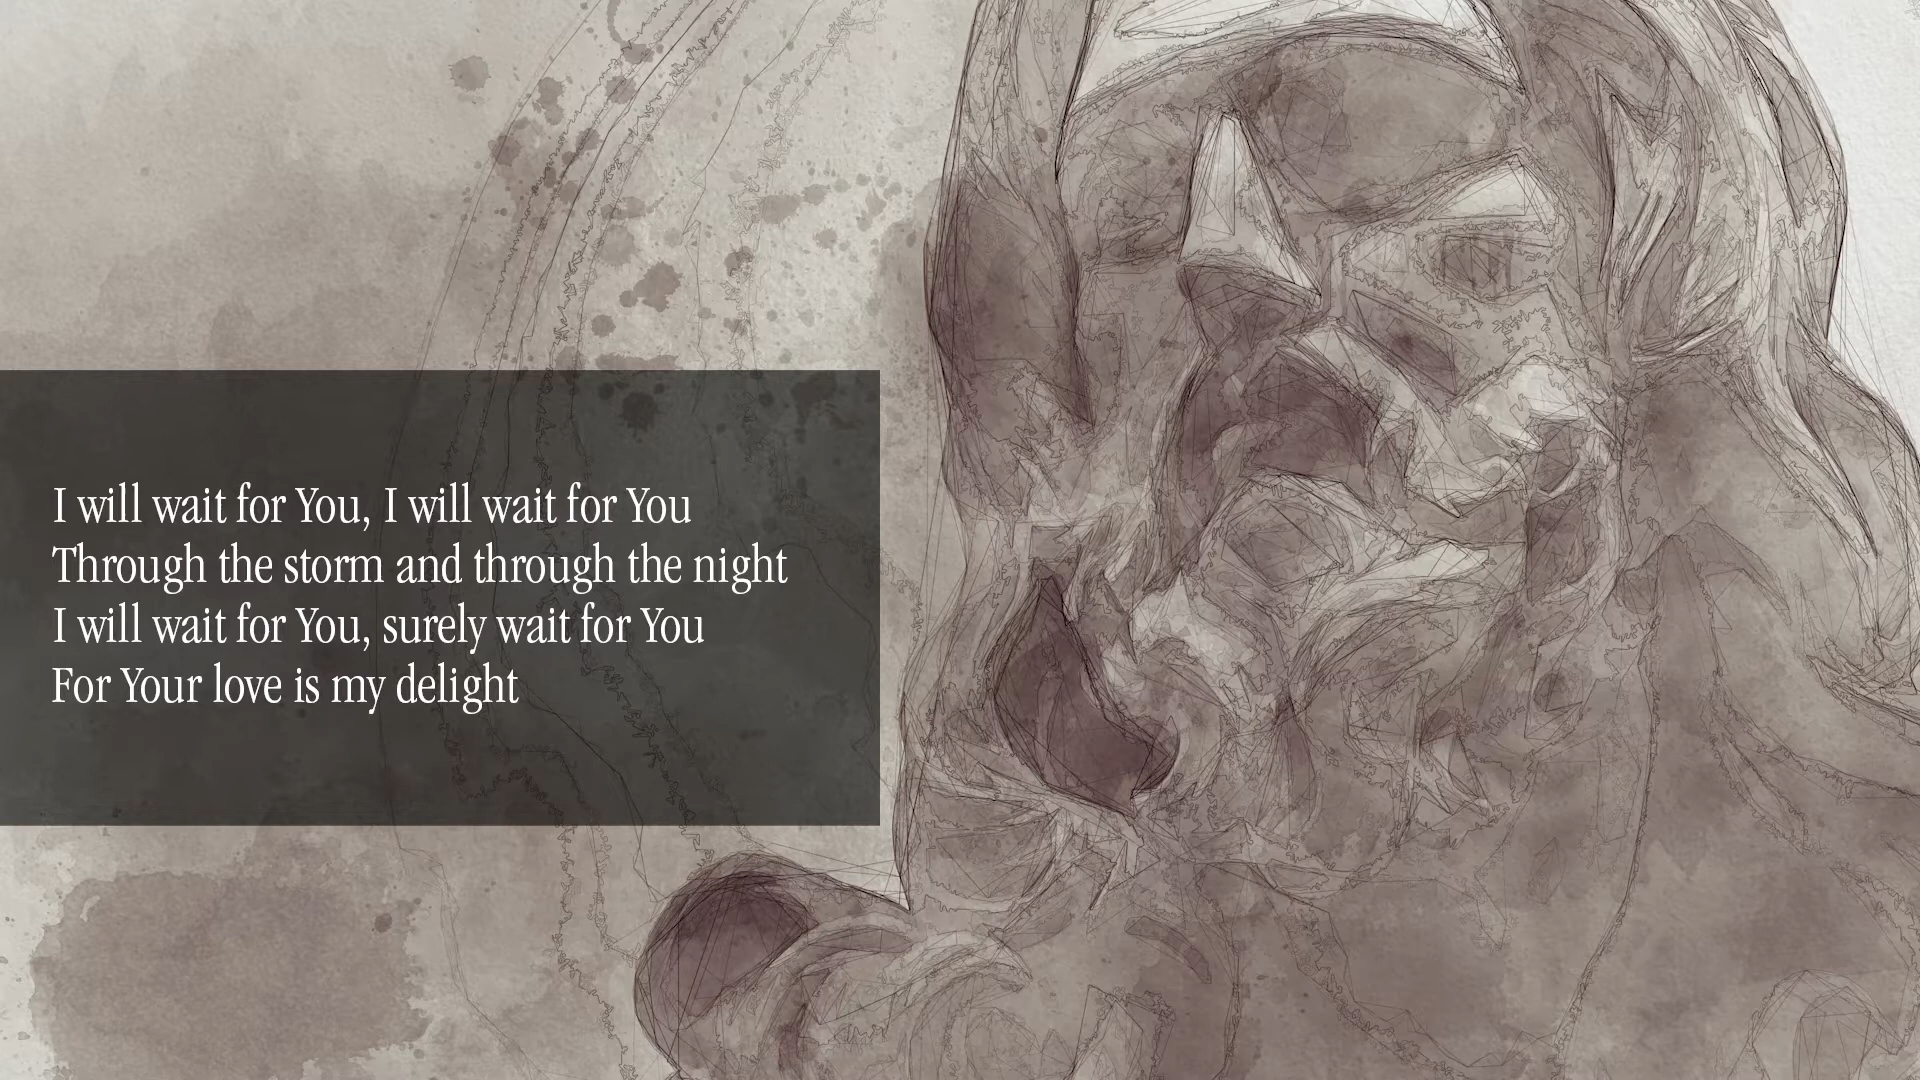 I will wait for You, I will wait for You
Through the storm and through the night
I will wait for You, surely wait for You
For Your love is my delight